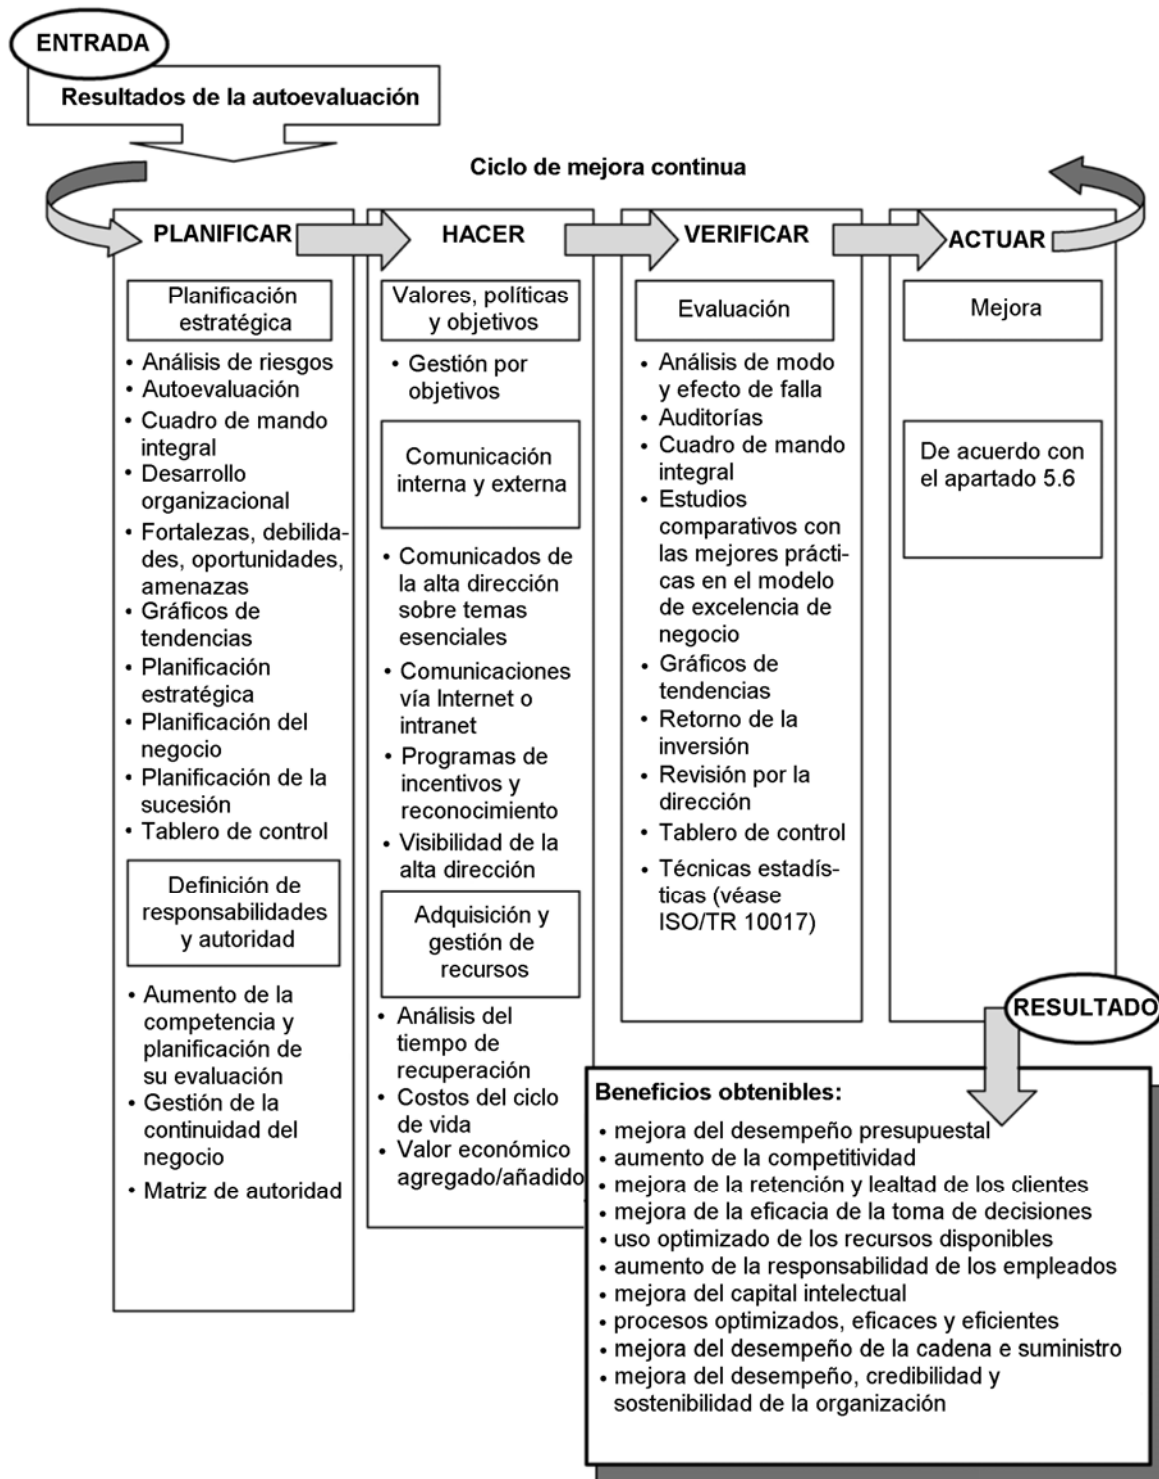 ENTRADA
Resultados de la autoevaluación
Ciclo de mejora continua
PLANIFICAR
Planificación
estratégica
• Análisis de riesgos
• Autoevaluación
• Cuadro de mando
integral
• Desarrollo
organizacional
• Fortalezas, debilida-
des, oportunidades,
amenazas
• Gráficos de
tendencias
• Planificación
estratégica
• Planificación del
negocio
• Planificación de la
sucesión
• Tablero de control
Definición de
responsabilidades
y autoridad
• Aumento de la
competencia y
planificación de
su evaluación
• Gestión de la
continuidad del
negocio
• Matriz de autoridad
HACER
Valores, políticas
y objetivos
• Gestión por
objetivos
Comunicación
interna y externa
• Comunicados de
la alta dirección
sobre temas
esenciales
• Comunicaciones
vía Internet o
intranet
• Programas de
incentivos y
reconocimiento
• Visibilidad de la
alta dirección
Adquisición y
gestión de
recursos
• Análisis del
tiempo de
recuperación
• Costos del ciclo
de vida
• Valor económico
agregado/añadido
VERIFICAR
Evaluación
• Análisis de modo
y efecto de falla
• Auditorías
• Cuadro de mando
integral
• Estudios
comparativos con
las mejores prácti-
cas en el modelo
de excelencia de
negocio
• Gráficos de
tendencias
• Retorno de la
inversión
• Revisión por la
dirección
• Tablero de control
• Técnicas estadís-
ticas (véase
ISO/TR 10017)
ACTUAR
Mejora
De acuerdo con
el apartado 5.6
RESULTADO
Beneficios obtenibles:
• mejora del desempeño presupuestal
• aumento de la competitividad
• mejora de la retención y lealtad de los clientes
• mejora de la eficacia de la toma de decisiones
• uso optimizado de los recursos disponibles
• aumento de la responsabilidad de los empleados
• mejora del capital intelectual
• procesos optimizados, eficaces y eficientes
• mejora del desempeño de la cadena e suministro
• mejora del desempeño, credibilidad y
sostenibilidad de la organización